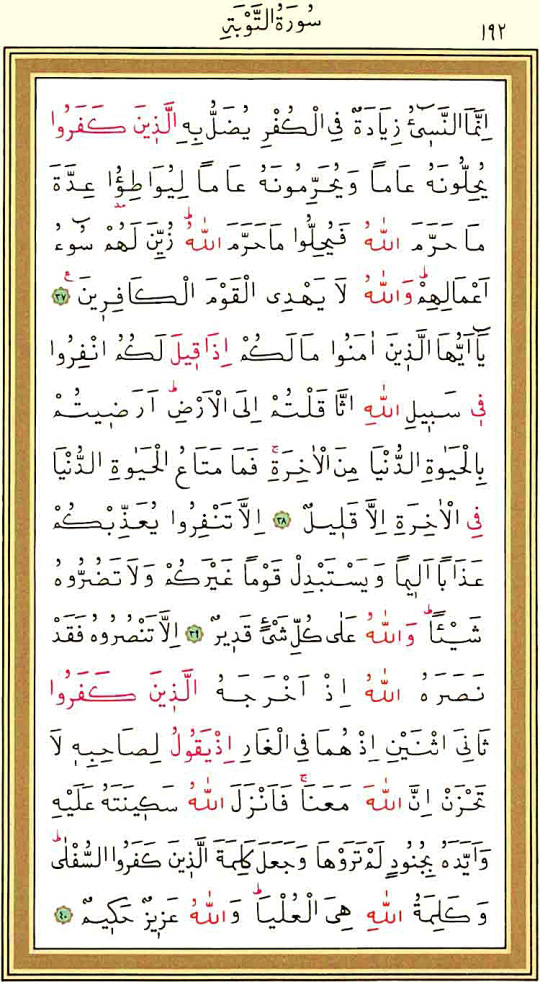 سُورَةُ التَّوْبَةِ ١٩٢
اِنَّمَا النَّسٖٓيءُ زِيَادَةٌ فِي الْكُفْرِ يُضَلُّ بِهِ الَّذٖينَ كَفَرُوا
يُحِلُّونَهُ عَاماً وَيُحَرِّمُونَهُ عَاماً لِيُوَاطِؤُ۫ا عِدَّةَ
مَا حَرَّمَ اللّٰهُ فَيُحِلُّوا مَا حَرَّمَ اللّٰهُؕ زُيِّنَ لَهُمْ سُٓوءُ
اَعْمَالِهِمْؕ وَاللّٰهُ لَا يَهْدِي الْقَوْمَ الْكَافِرٖينَࣖ ٣٧
يَٓا اَيُّهَا الَّذٖينَ اٰمَنُوا مَا لَكُمْ اِذَا قٖيلَ لَكُمُ انْفِرُوا
فٖي سَبٖيلِ اللّٰهِ اثَّاقَلْتُمْ اِلَى الْاَرْضِؕ اَرَضٖيتُمْ
بِالْحَيٰوةِ الدُّنْيَا مِنَ الْاٰخِرَةِۚ فَمَا مَتَاعُ الْحَيٰوةِ الدُّنْيَا
فِي الْاٰخِرَةِ اِلَّا قَلٖيلٌ ٣٨ اِلَّا تَنْفِرُوا يُعَذِّبْكُمْ
عَذَاباً اَلٖيماً وَيَسْتَبْدِلْ قَوْماً غَيْرَكُمْ وَلَا تَضُرُّوهُ
شَيْـٔاًؕ وَاللّٰهُ عَلٰى كُلِّ شَيْءٍ قَدٖيرٌ ٣٩ اِلَّا تَنْصُرُوهُ فَقَدْ
نَصَرَهُ اللّٰهُ اِذْ اَخْرَجَهُ الَّذٖينَ كَفَرُوا
ثَانِيَ اثْنَيْنِ اِذْ هُمَا فِي الْغَارِ اِذْ يَقُولُ لِصَاحِبِهٖ لَا
تَحْزَنْ اِنَّ اللّٰهَ مَعَنَاۚ فَاَنْزَلَ اللّٰهُ سَكٖينَتَهُ عَلَيْهِ
وَاَيَّدَهُ بِجُنُودٍ لَمْ تَرَوْهَا وَجَعَلَ كَلِمَةَ الَّذٖينَ كَفَرُوا السُّفْلٰىؕ
وَكَلِمَةُ اللّٰهِ هِيَ الْعُلْيَاؕ وَاللّٰهُ عَزٖيزٌ حَكٖيمٌ ٤٠